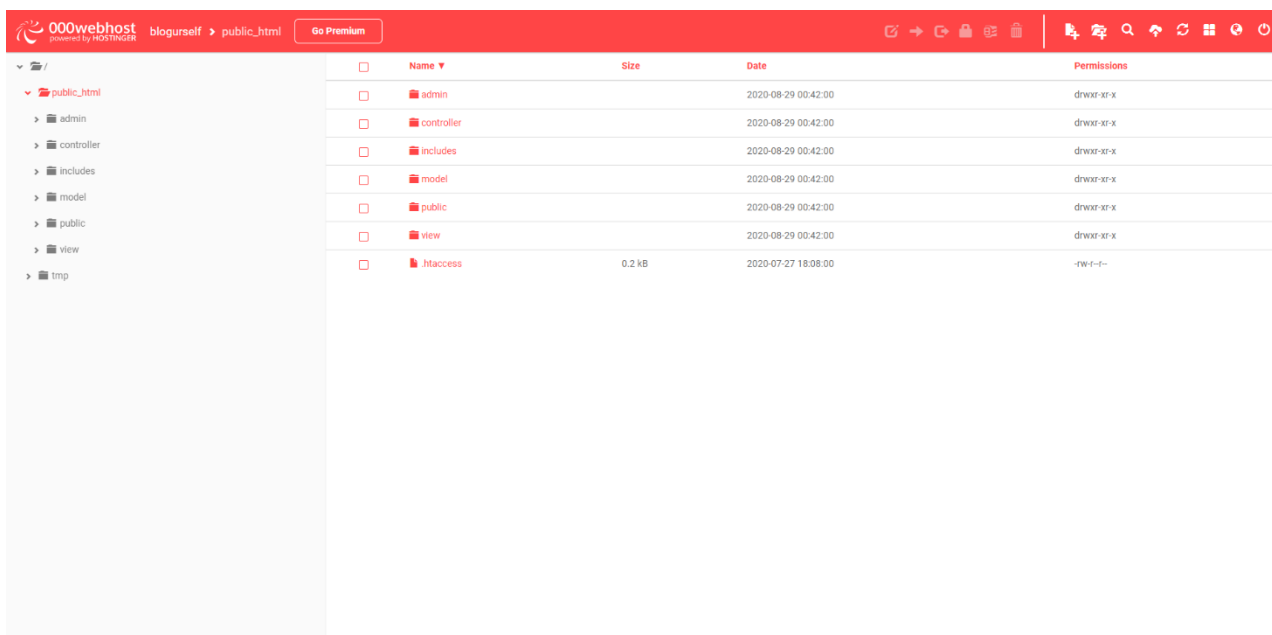 000webhost
powered by HOSTINGER
blogurself > public_html
Go Premium
/
public_html
admin
controller
includes
model
public
view
tmp
Name ▼ Size Date Permissions
admin 2020-08-29 00:42:00 drwxr-xr-x
controller 2020-08-29 00:42:00 drwxr-xr-x
includes 2020-08-29 00:42:00 drwxr-xr-x
model 2020-08-29 00:42:00 drwxr-xr-x
public 2020-08-29 00:42:00 drwxr-xr-x
view 2020-08-29 00:42:00 drwxr-xr-x
.htaccess 0.2 kB 2020-07-27 18:08:00 -rw-r--r--